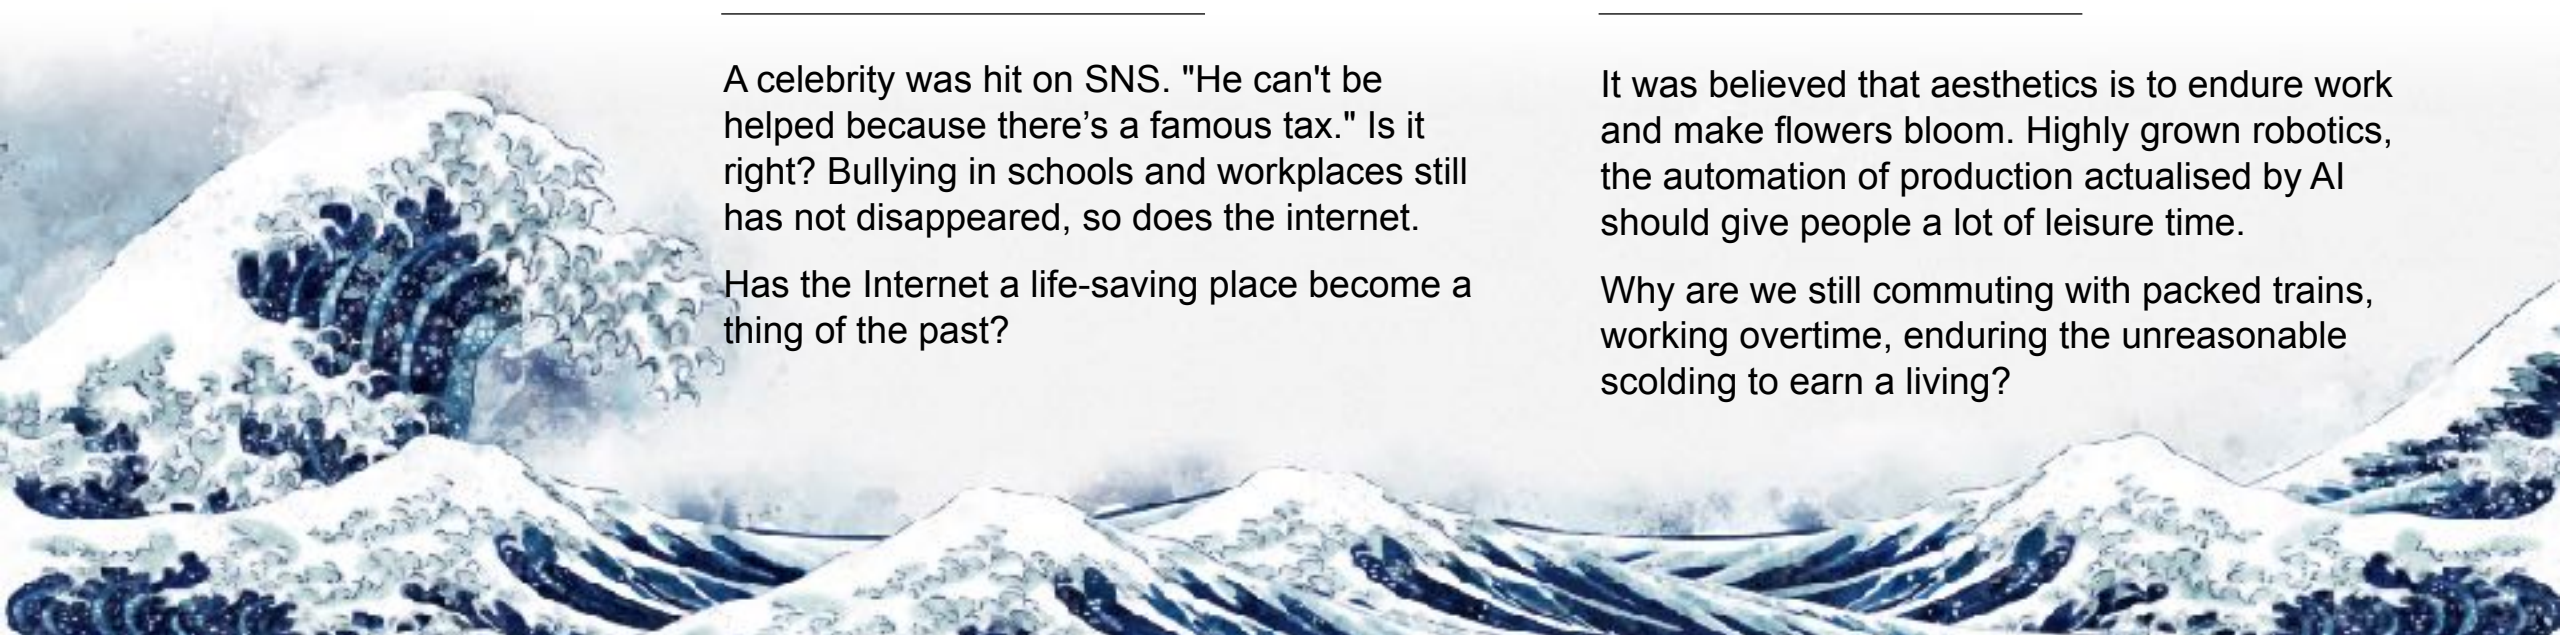 A celebrity was hit on SNS. "He can't be
helped because there’s a famous tax." Is it
right? Bullying in schools and workplaces still
has not disappeared, so does the internet.
Has the Internet a life-saving place become a
thing of the past?
It was believed that aesthetics is to endure work
and make flowers bloom. Highly grown robotics,
the automation of production actualised by AI
should give people a lot of leisure time.
Why are we still commuting with packed trains,
working overtime, enduring the unreasonable
scolding to earn a living?